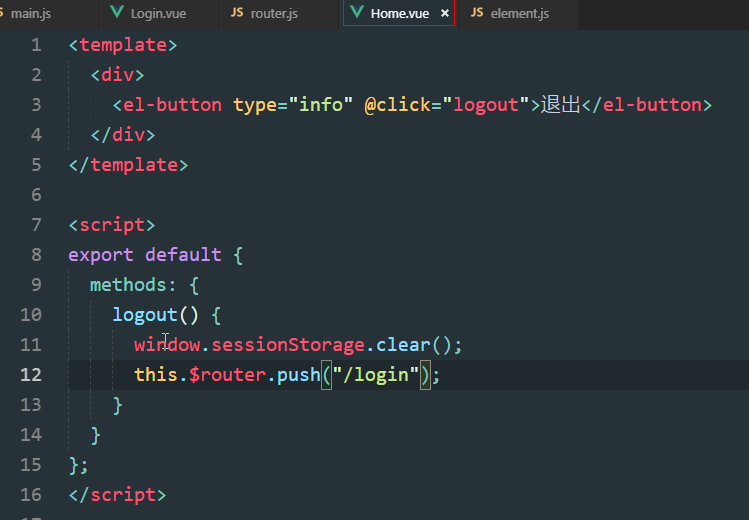 JS main.js Login.vue JS router.js Home.vue × JS element.js
1 <template>
2 <div>
3 <el-button type="info" @click="logout">退出</el-button>
4 </div>
5 </template>
6
7 <script>
8 export default {
9 methods: {
10 logout() {
11 window.sessionStorage.clear();
12 this.$router.push("/login");
13 }
14 }
15 };
16 </script>